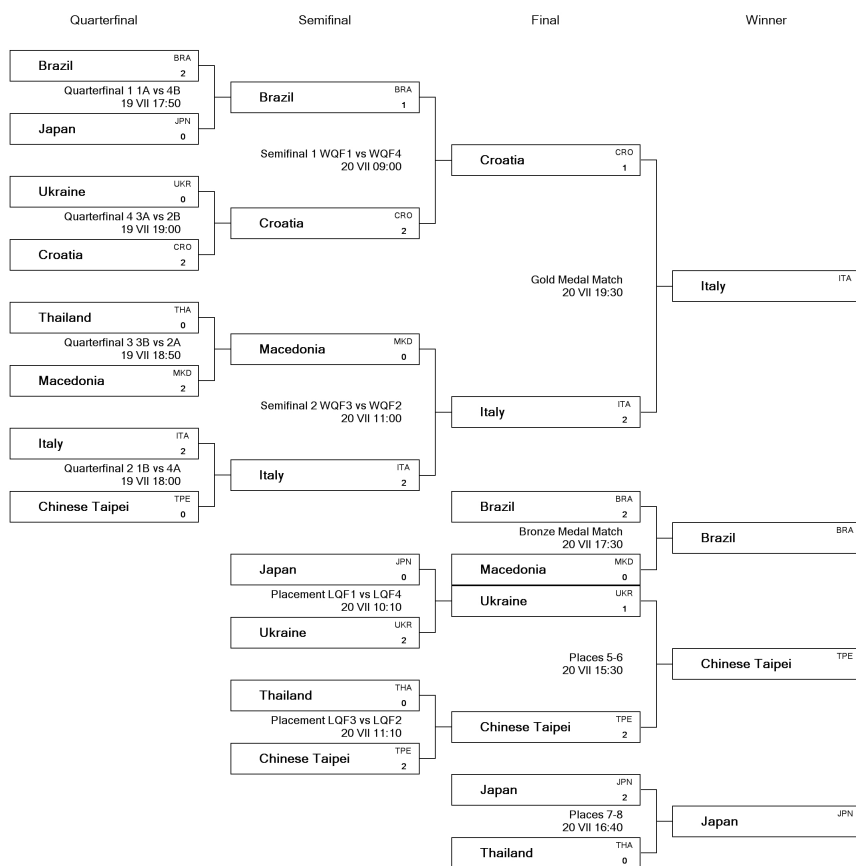 Quarterfinal Semifinal Final Winner
Brazil BRA 2
Quarterfinal 1 1A vs 4B
19 VII 17:50
Japan JPN 0
Brazil BRA 1
Semifinal 1 WQF1 vs WQF4
20 VII 09:00
Croatia CRO 1
Ukraine UKR 0
Quarterfinal 4 3A vs 2B
19 VII 19:00
Croatia CRO 2
Croatia CRO 2
Gold Medal Match
20 VII 19:30
Italy ITA
Thailand THA 0
Quarterfinal 3 3B vs 2A
19 VII 18:50
Macedonia MKD 2
Macedonia MKD 0
Semifinal 2 WQF3 vs WQF2
20 VII 11:00
Italy ITA 2
Italy ITA 2
Quarterfinal 2 1B vs 4A
19 VII 18:00
Chinese Taipei TPE 0
Italy ITA 2
Brazil BRA 2
Bronze Medal Match
20 VII 17:30
Macedonia MKD 0
Brazil BRA
Japan JPN 0
Placement LQF1 vs LQF4
20 VII 10:10
Ukraine UKR 2
Ukraine UKR 1
Places 5-6
20 VII 15:30
Chinese Taipei TPE
Thailand THA 0
Placement LQF3 vs LQF2
20 VII 11:10
Chinese Taipei TPE 2
Chinese Taipei TPE 2
Japan JPN 2
Places 7-8
20 VII 16:40
Thailand THA 0
Japan JPN